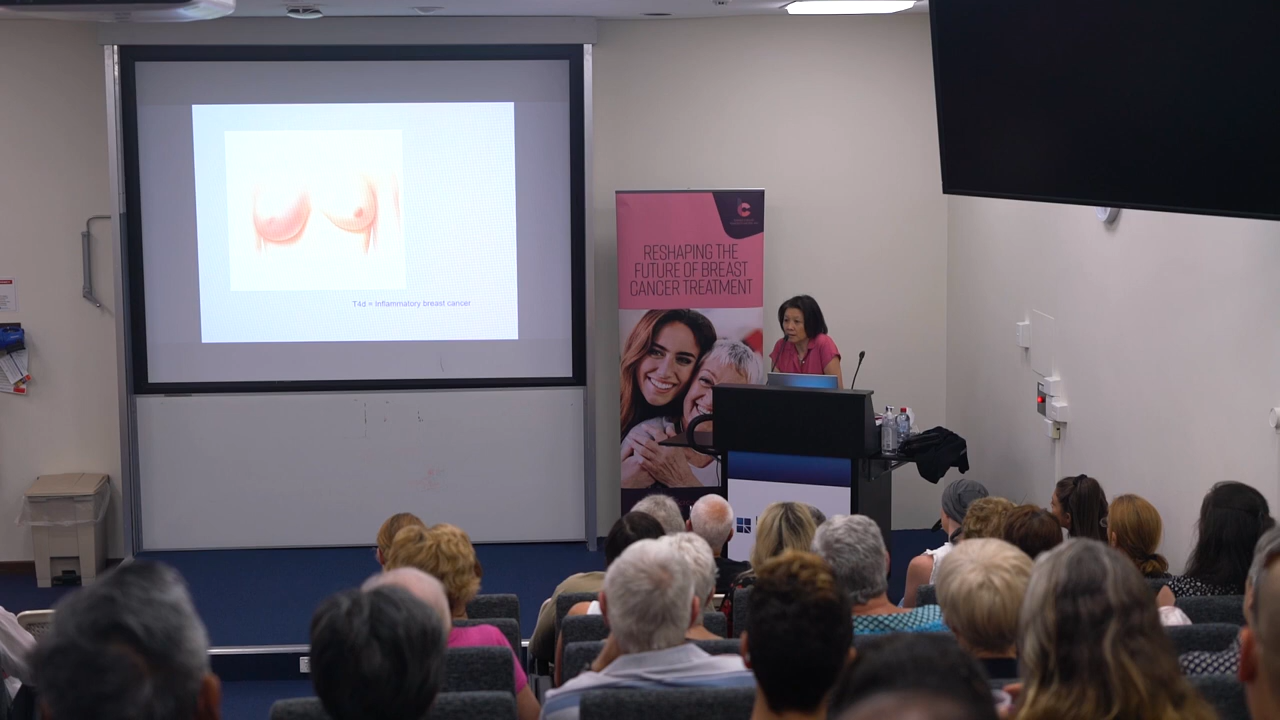 T4d = Inflammatory breast cancer
RESHAPING THE
FUTURE OF BREAST
CANCER TREATMENT